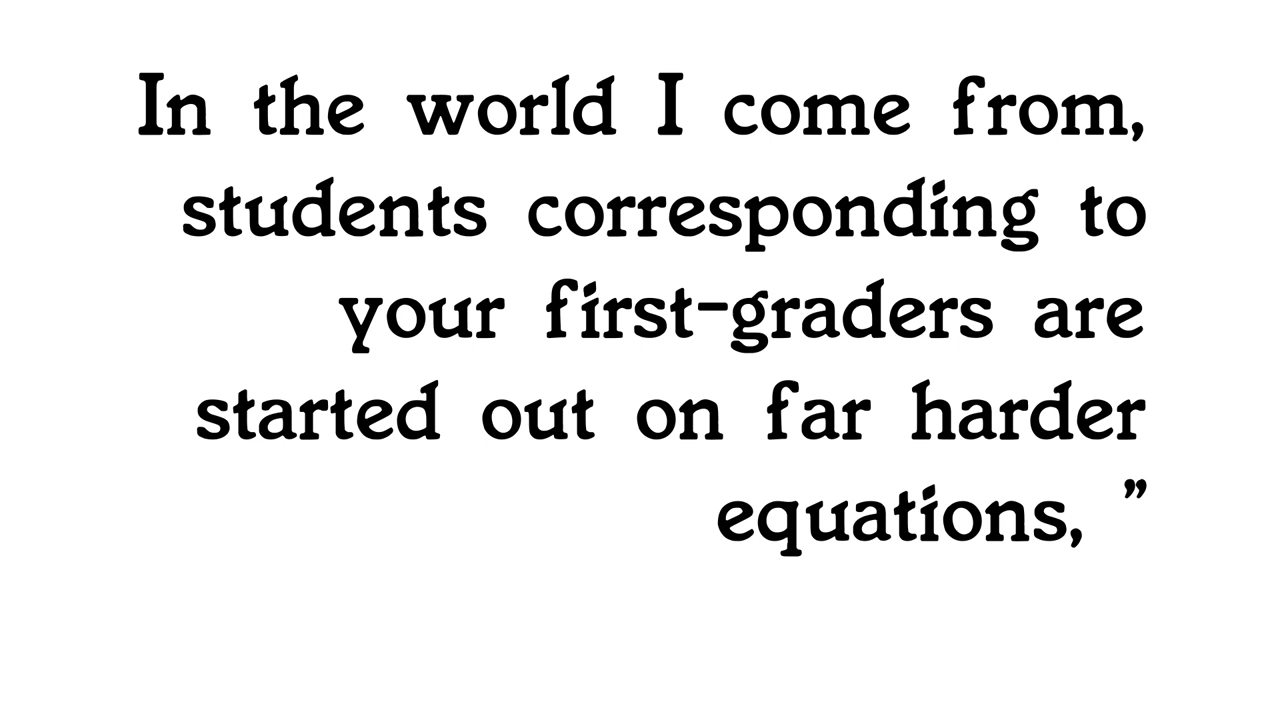 In the world I come from,
students corresponding to
your first-graders are
started out on far harder
equations, ”